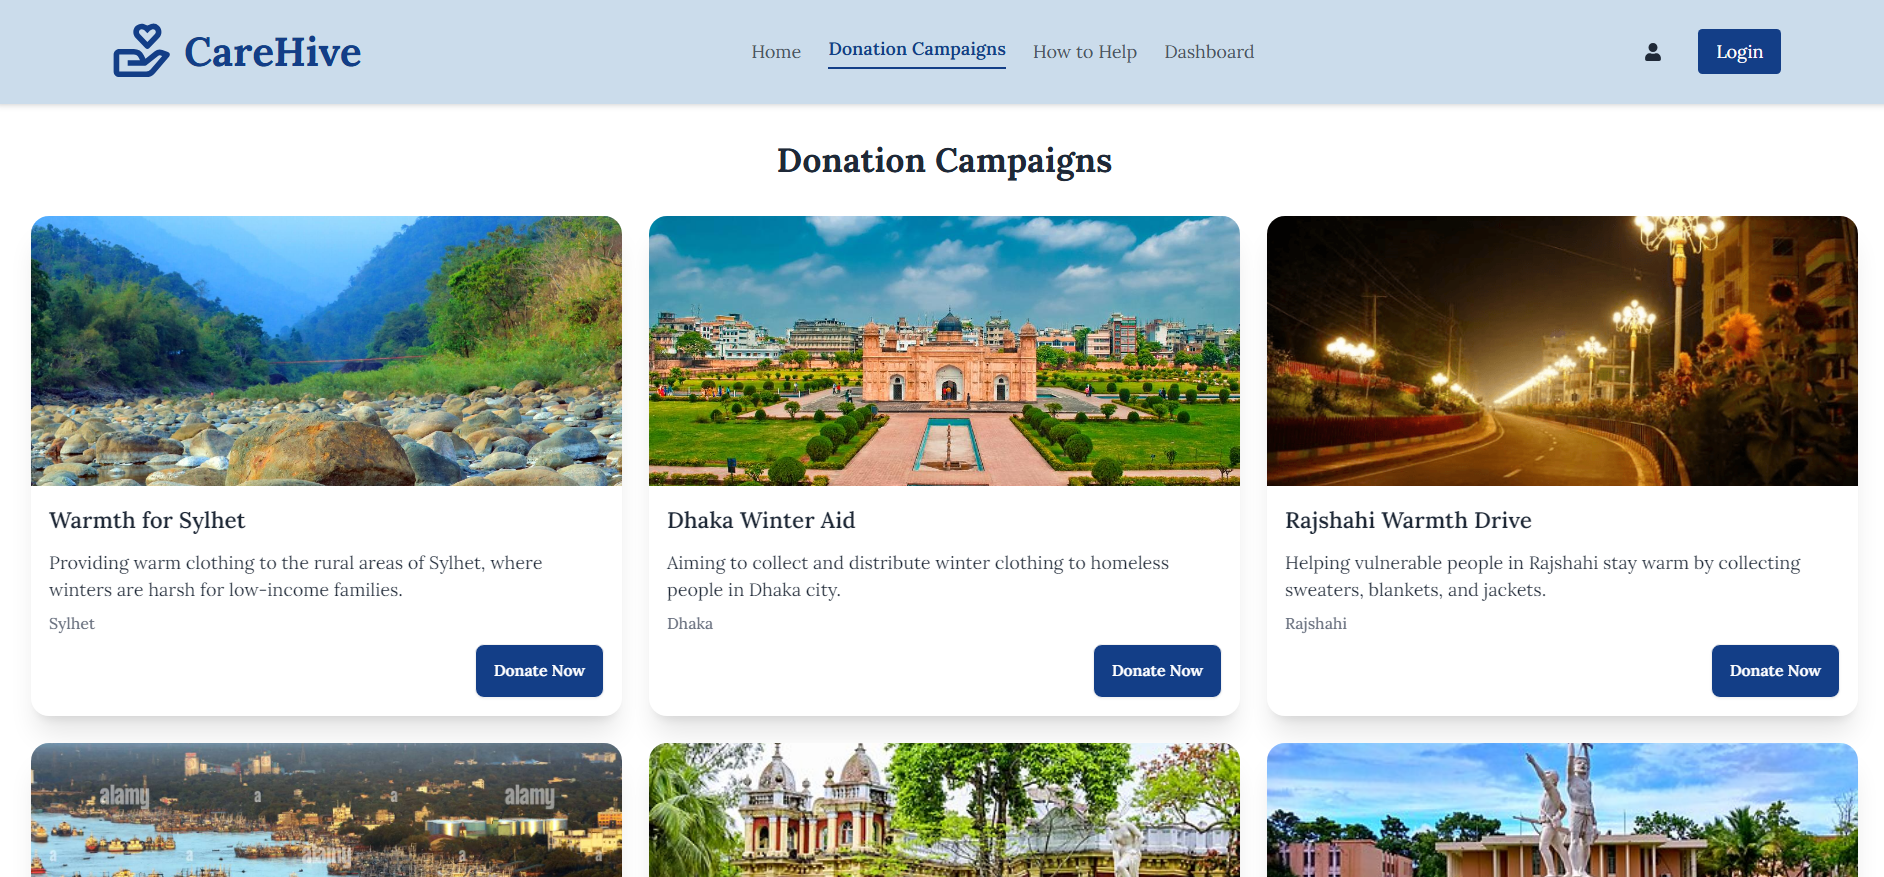 CareHive
Home
Donation Campaigns
How to Help
Dashboard
Login
Donation Campaigns
Warmth for Sylhet
Providing warm clothing to the rural areas of Sylhet, where
winters are harsh for low-income families.
Sylhet
Donate Now
Dhaka Winter Aid
Aiming to collect and distribute winter clothing to homeless
people in Dhaka city.
Dhaka
Donate Now
Rajshahi Warmth Drive
Helping vulnerable people in Rajshahi stay warm by collecting
sweaters, blankets, and jackets.
Rajshahi
Donate Now
alamy
a
a
alamy
a
a
alamy
a
a